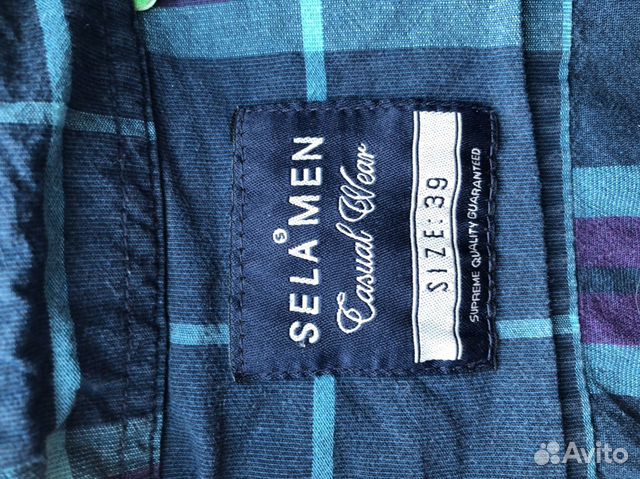 SELA MEN
Casual Wear
SIZE: 39
SUPREME QUALITY GUARANTEED
Avito